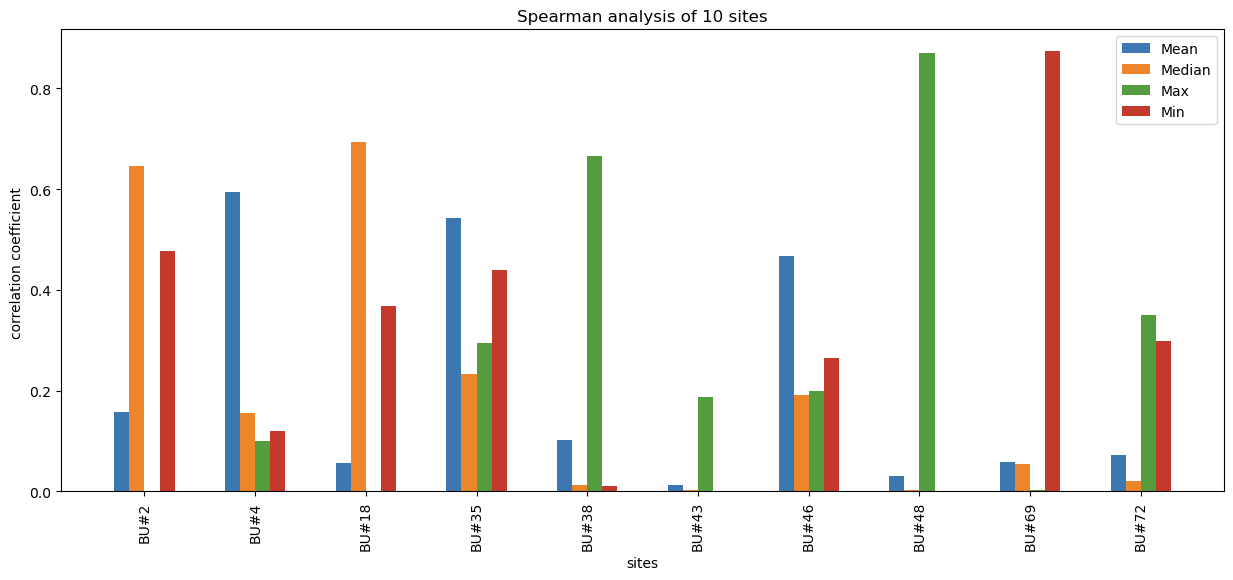 Spearman analysis of 10 sites
Mean
Median
Max
Min
correlation coefficient
0.8
0.6
0.4
0.2
0.0
BU#2
BU#4
BU#18
BU#35
BU#38
BU#43
BU#46
BU#48
BU#69
BU#72
sites